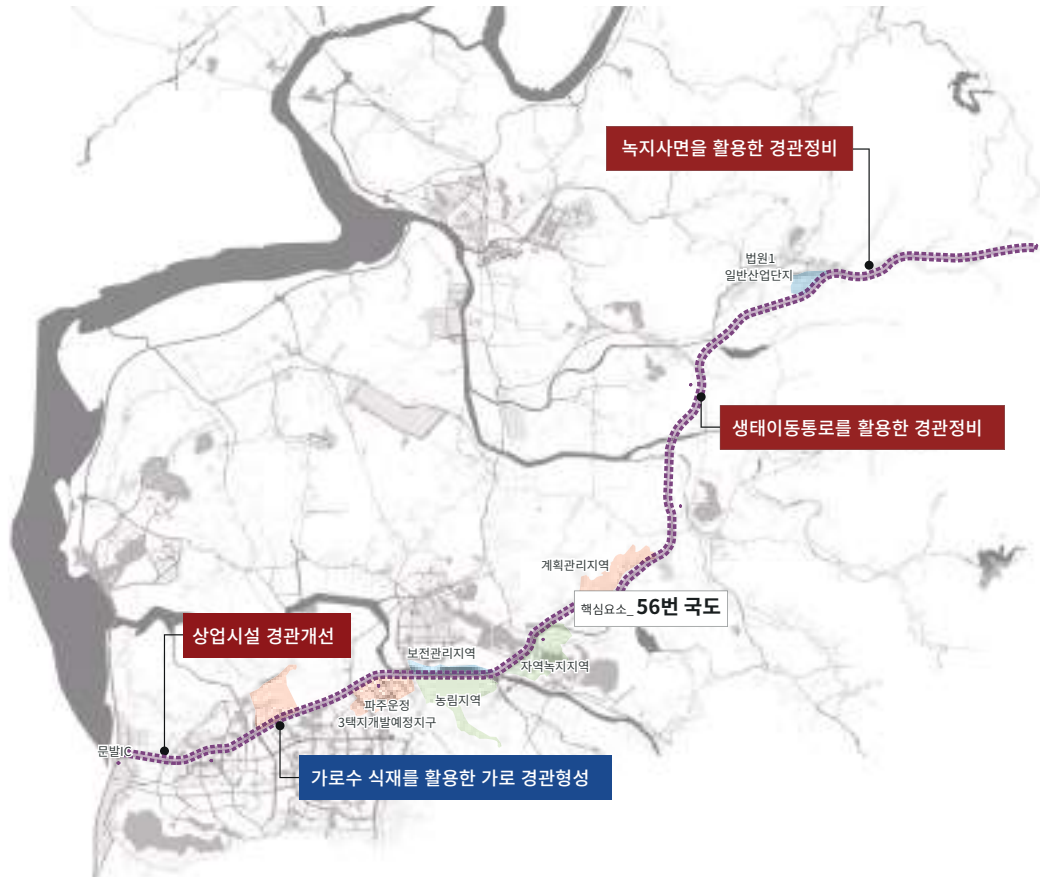 녹지사면을 활용한 경관정비
법원1
일반산업단지
생태이동통로를 활용한 경관정비
계획관리지역
핵심요소_ 56번 국도
상업시설 경관개선
보전관리지역
자역녹지지역
파주운정
3택지개발예정지구
농림지역
문발IC
가로수 식재를 활용한 가로 경관형성